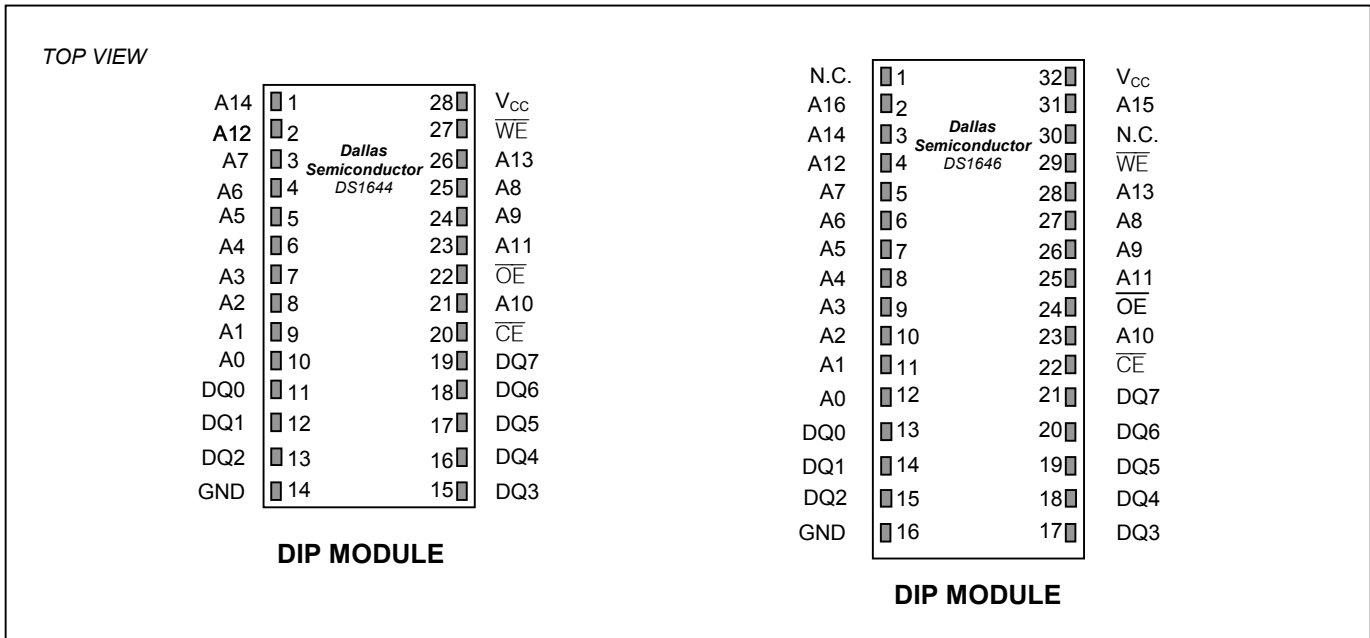 TOP VIEW
A14 1 28 VCC
A12 2 27 WE
A7 3 Dallas 26 A13
Semiconductor
A6 4 DS1644 25 A8
A5 5 24 A9
A4 6 23 A11
A3 7 22 OE
A2 8 21 A10
A1 9 20 CE
A0 10 19 DQ7
DQ0 11 18 DQ6
DQ1 12 17 DQ5
DQ2 13 16 DQ4
GND 14 15 DQ3
DIP MODULE
N.C. 1 32 VCC
A16 2 31 A15
Dallas
A14 3 Semiconductor 30 N.C.
A12 4 DS1646 29 WE
A7 5 28 A13
A6 6 27 A8
A5 7 26 A9
A4 8 25 A11
A3 9 24 OE
A2 10 23 A10
A1 11 22 CE
A0 12 21 DQ7
DQ0 13 20 DQ6
DQ1 14 19 DQ5
DQ2 15 18 DQ4
GND 16 17 DQ3
DIP MODULE